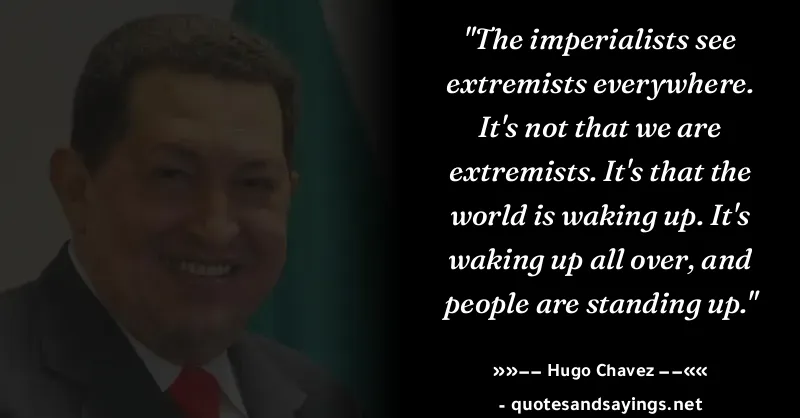 "The imperialists see
extremists everywhere.
It's not that we are
extremists. It's that the
world is waking up. It's
waking up all over, and
people are standing up."
»»–– Hugo Chavez ––««
- quotesandsayings.net